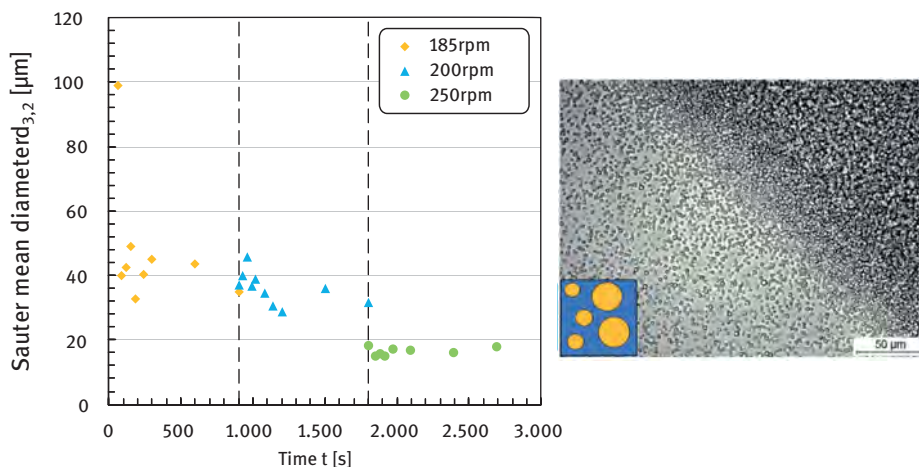 120
100
80
60
40
20
0
Sauter mean diameterd3,2 [µm]
185rpm
200rpm
250rpm
0 500 1.000 1.500 2.000 2.500 3.000
Time t [s]
50 µm